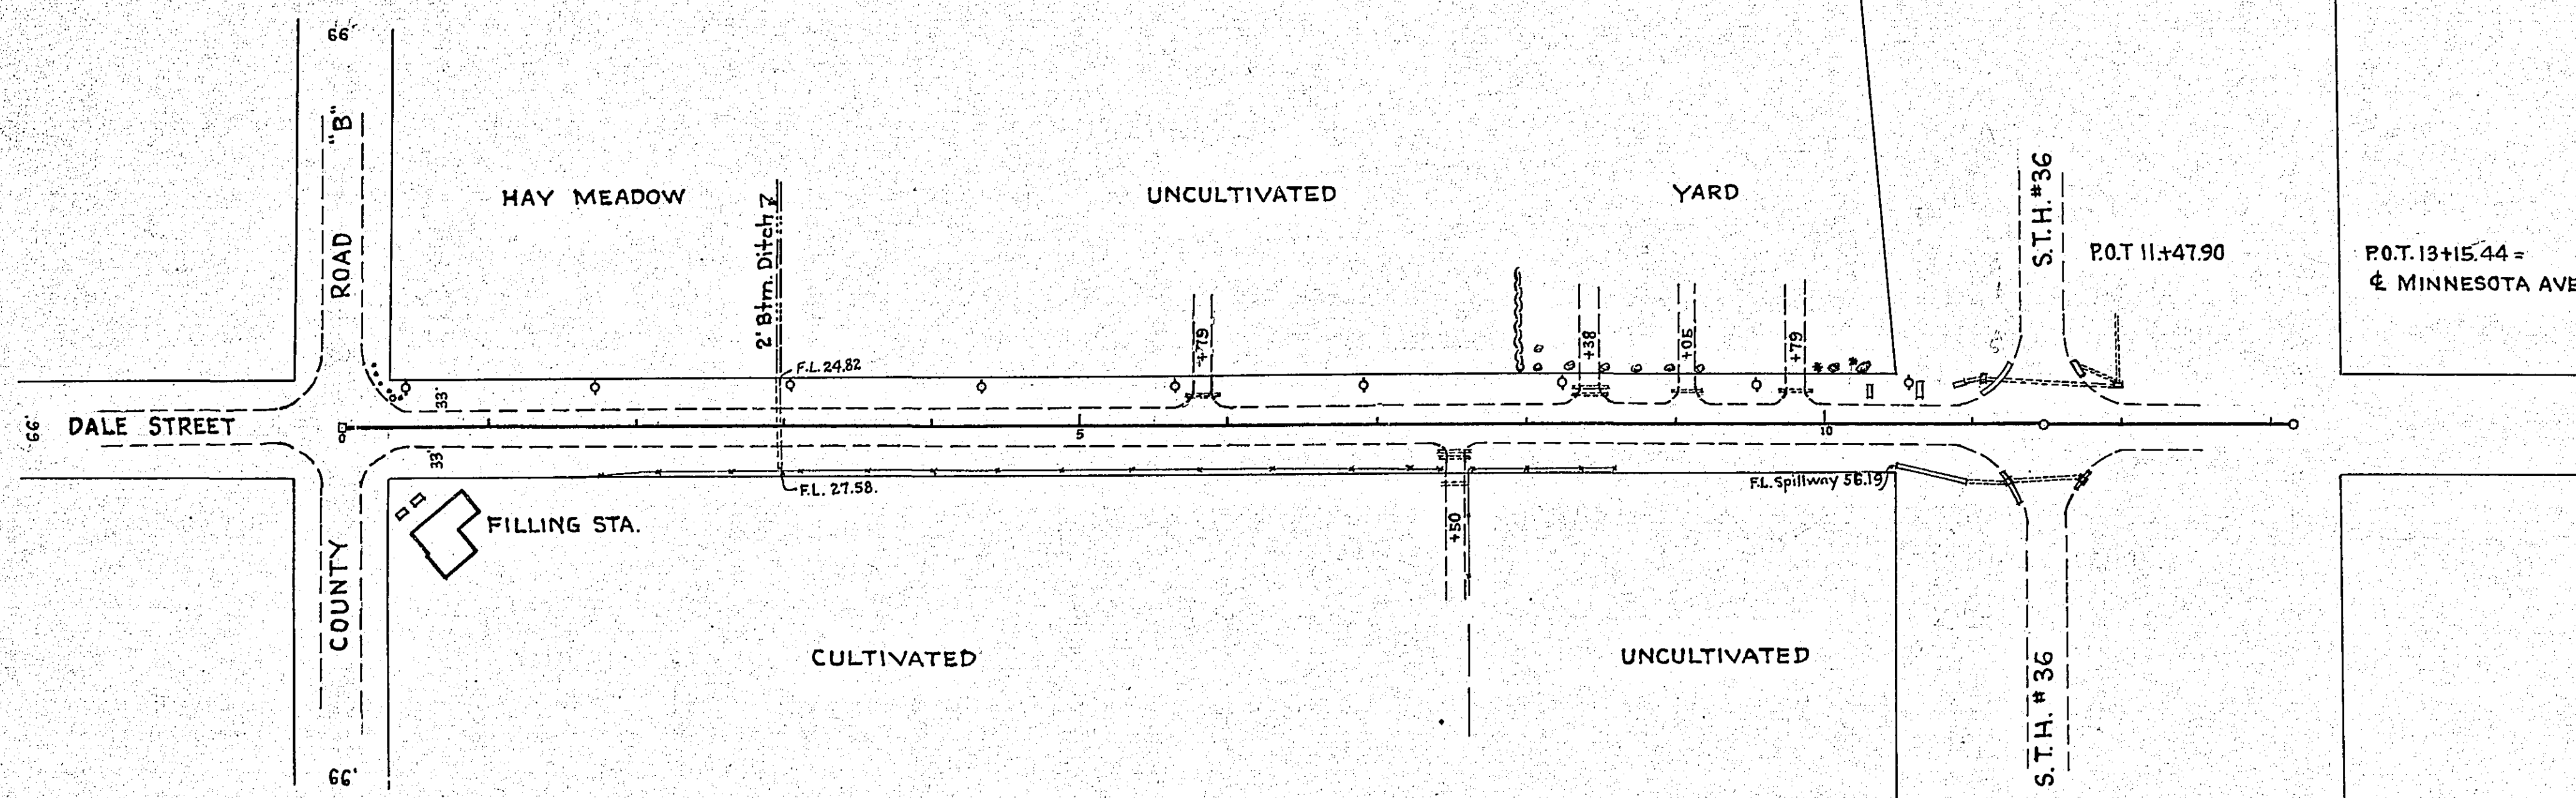 66'
ROAD "B"
HAY MEADOW
2' Btm. Ditch
UNCULTIVATED
YARD
S.T.H. #36
P.O.T 11+47.90
P.O.T. 13+15.44 =
℄ MINNESOTA AVE
F.L. 24.82
+79
+38
+05
+79
33'
66'
DALE STREET
5
10
33'
F.L. 27.58.
F.L. Spillway 56.19
FILLING STA.
+50
COUNTY
CULTIVATED
UNCULTIVATED
S.T.H. #36
66'